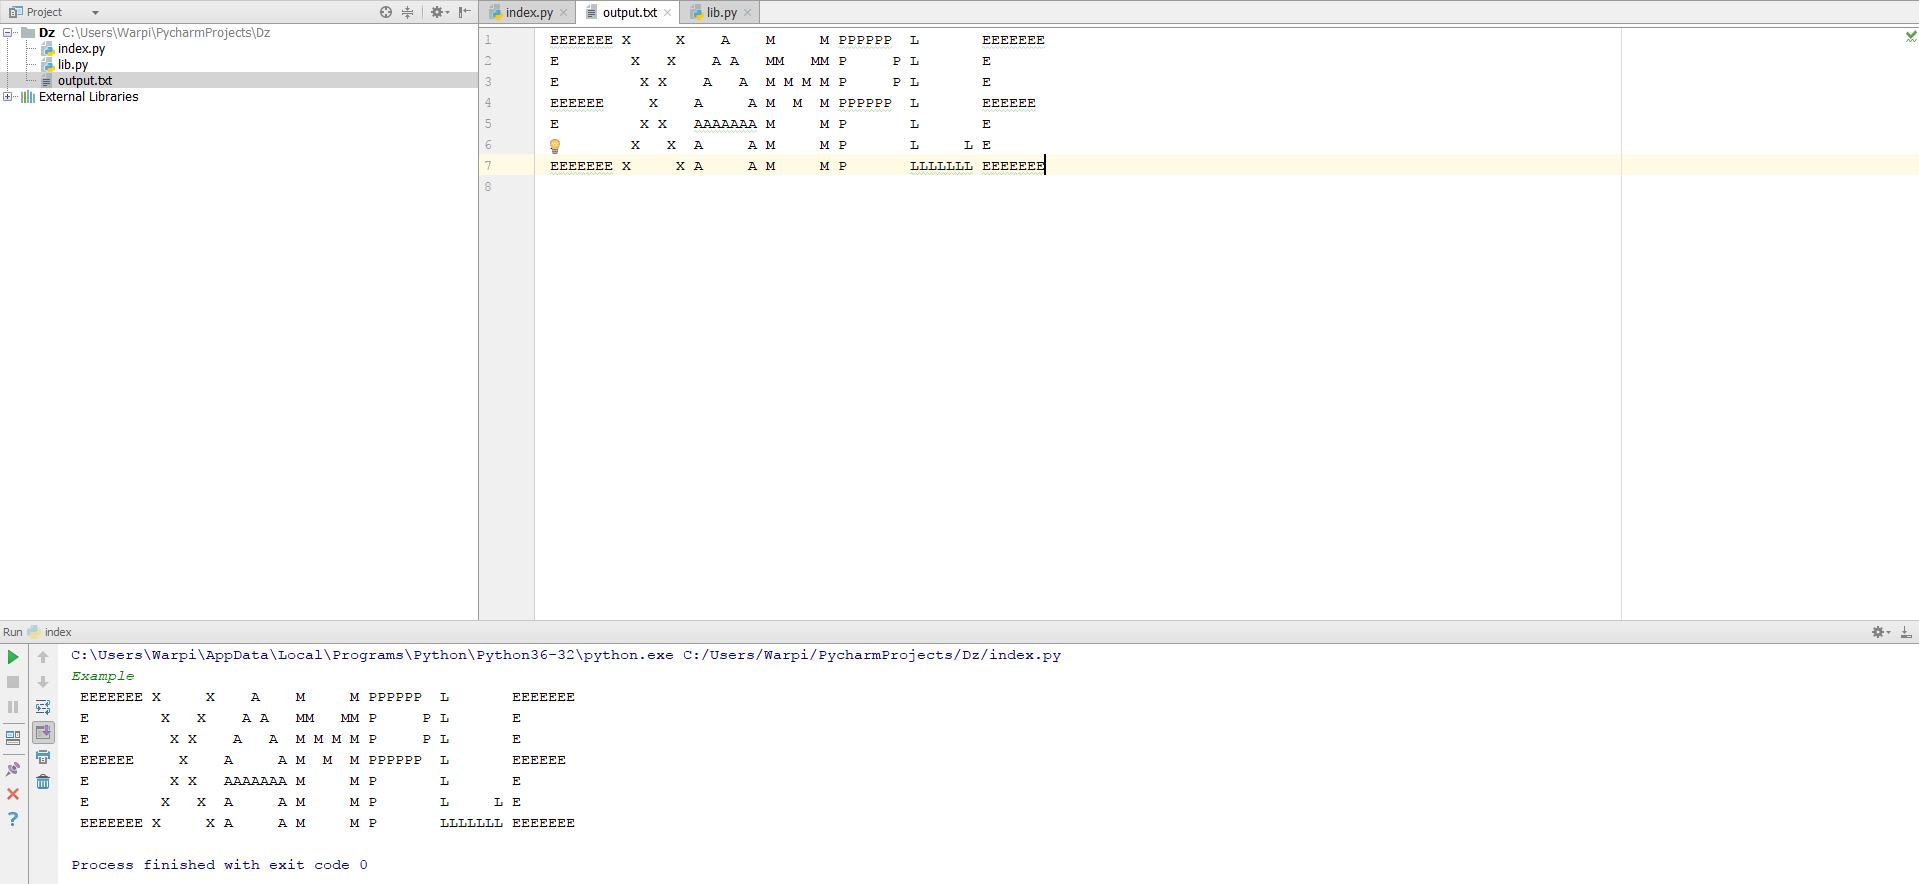 Project
index.py
output.txt
lib.py
Dz C:\Users\Warpi\PycharmProjects\Dz
index.py
lib.py
output.txt
External Libraries
1 EEEEEEE X     X    A    M     M PPPPPP  L       EEEEEEE
2 E        X   X    A A   MM   MM P     P L       E
3 E         X X    A   A  M M M M P     P L       E
4 EEEEEE     X    A     A M  M  M PPPPPP  L       EEEEEE
5 E         X X   AAAAAAA M     M P       L       E
6          X   X  A     A M     M P       L     L E
7 EEEEEEE X     X A     A M     M P       LLLLLLL EEEEEEE
8
Run index
C:\Users\Warpi\AppData\Local\Programs\Python\Python36-32\python.exe C:/Users/Warpi/PycharmProjects/Dz/index.py
Example
 EEEEEEE X     X    A    M     M PPPPPP  L       EEEEEEE
 E        X   X    A A   MM   MM P     P L       E
 E         X X    A   A  M M M M P     P L       E
 EEEEEE     X    A     A M  M  M PPPPPP  L       EEEEEE
 E         X X   AAAAAAA M     M P       L       E
 E        X   X  A     A M     M P       L     L E
 EEEEEEE X     X A     A M     M P       LLLLLLL EEEEEEE
Process finished with exit code 0